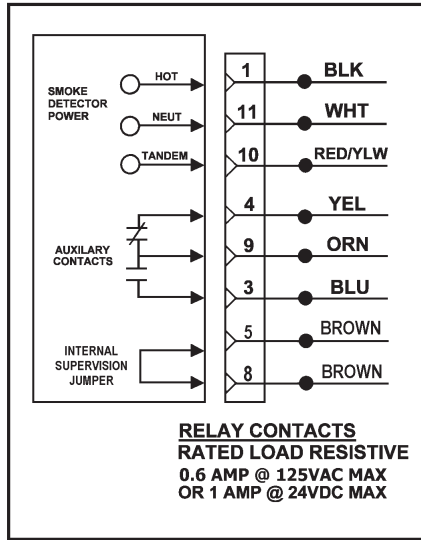 SMOKE
DETECTOR
POWER
HOT
NEUT
TANDEM
AUXILARY
CONTACTS
INTERNAL
SUPERVISION
JUMPER
1 BLK
11 WHT
10 RED/YLW
4 YEL
9 ORN
3 BLU
5 BROWN
8 BROWN
RELAY CONTACTS
RATED LOAD RESISTIVE
0.6 AMP @ 125VAC MAX
OR 1 AMP @ 24VDC MAX